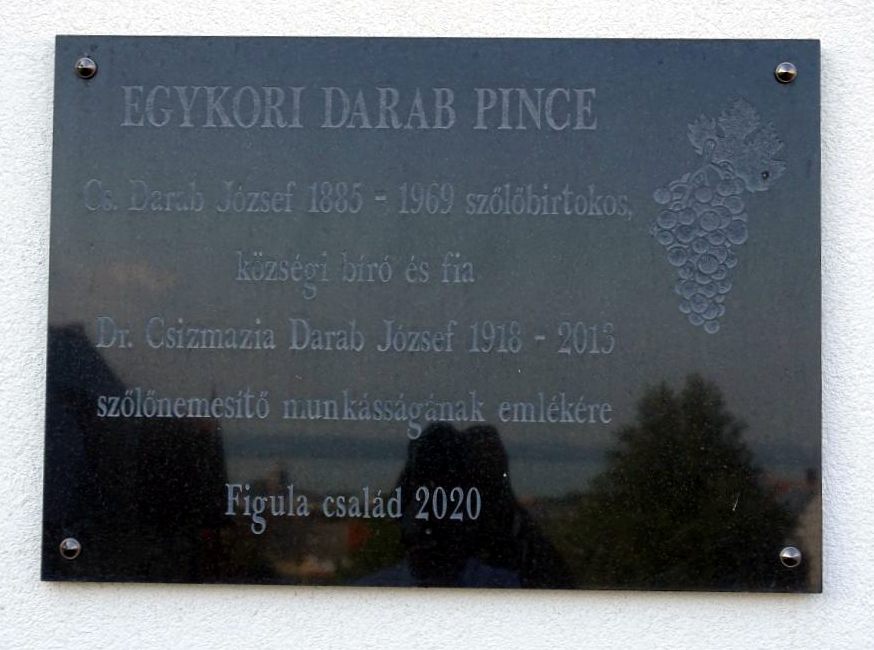 EGYKORI DARAB PINCE
Cs. Darab József 1885 - 1969 szőlőbirtokos,
községi bíró és fia
Dr. Csizmazia Darab József 1918 - 2013
szőlőnemesítő munkásságának emlékére
Figula család 2020